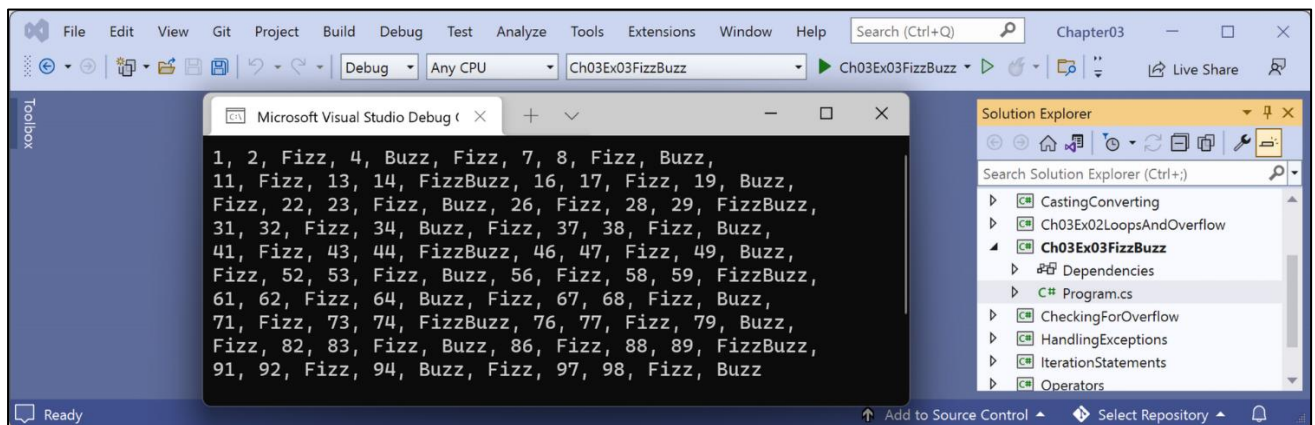 File Edit View Git Project Build Debug Test Analyze Tools Extensions Window Help Search (Ctrl+Q) Chapter03
Debug Any CPU Ch03Ex03FizzBuzz Ch03Ex03FizzBuzz Live Share
Toolbox
Microsoft Visual Studio Debug
1, 2, Fizz, 4, Buzz, Fizz, 7, 8, Fizz, Buzz,
11, Fizz, 13, 14, FizzBuzz, 16, 17, Fizz, 19, Buzz,
Fizz, 22, 23, Fizz, Buzz, 26, Fizz, 28, 29, FizzBuzz,
31, 32, Fizz, 34, Buzz, Fizz, 37, 38, Fizz, Buzz,
41, Fizz, 43, 44, FizzBuzz, 46, 47, Fizz, 49, Buzz,
Fizz, 52, 53, Fizz, Buzz, 56, Fizz, 58, 59, FizzBuzz,
61, 62, Fizz, 64, Buzz, Fizz, 67, 68, Fizz, Buzz,
71, Fizz, 73, 74, FizzBuzz, 76, 77, Fizz, 79, Buzz,
Fizz, 82, 83, Fizz, Buzz, 86, Fizz, 88, 89, FizzBuzz,
91, 92, Fizz, 94, Buzz, Fizz, 97, 98, Fizz, Buzz
Solution Explorer
Search Solution Explorer (Ctrl+;)
C# CastingConverting
C# Ch03Ex02LoopsAndOverflow
C# Ch03Ex03FizzBuzz
Dependencies
C# Program.cs
C# CheckingForOverflow
C# HandlingExceptions
C# IterationStatements
C# Operators
Ready Add to Source Control Select Repository